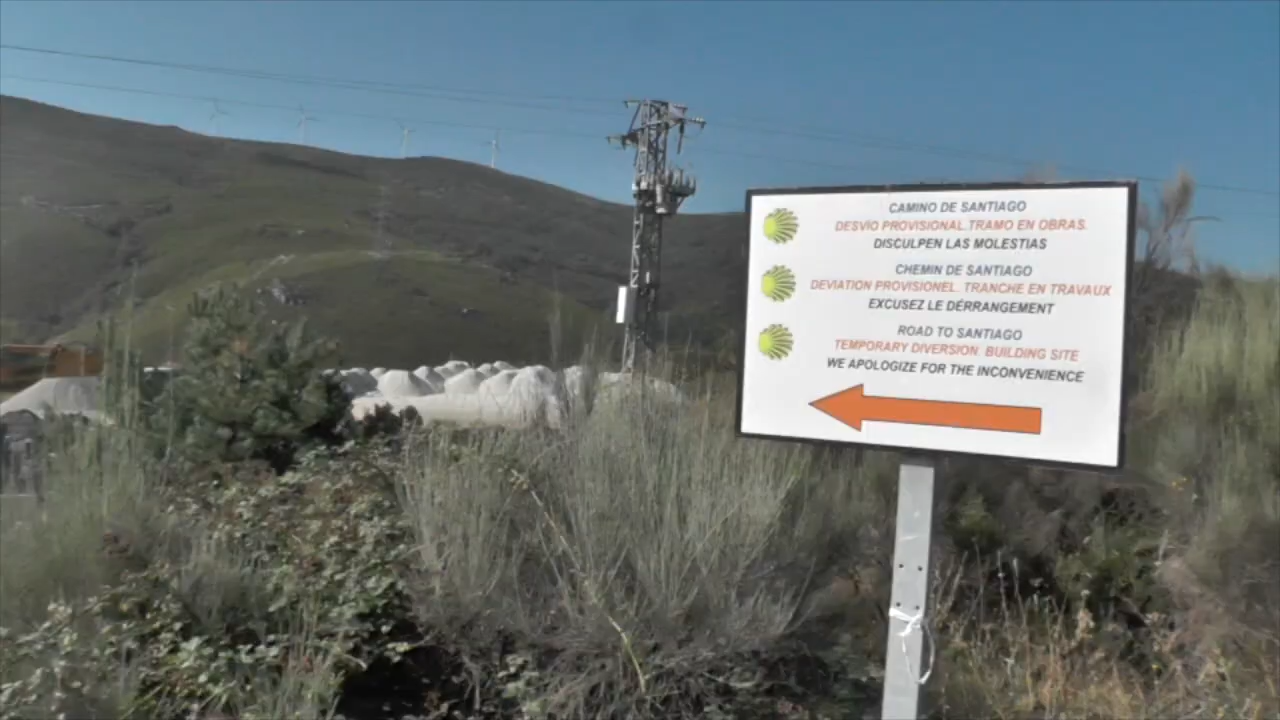 CAMINO DE SANTIAGO
DESVIO PROVISIONAL. TRAMO EN OBRAS.
DISCULPEN LAS MOLESTIAS
CHEMIN DE SANTIAGO
DEVIATION PROVISIONEL. TRANCHE EN TRAVAUX
EXCUSEZ LE DÉRRANGEMENT
ROAD TO SANTIAGO
TEMPORARY DIVERSION. BUILDING SITE
WE APOLOGIZE FOR THE INCONVENIENCE